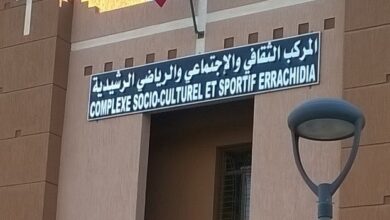 المركب الثقافي والإجتماعي والرياضي الرشيدية
COMPLEXE SOCIO-CULTUREL ET SPORTIF ERRACHIDIA